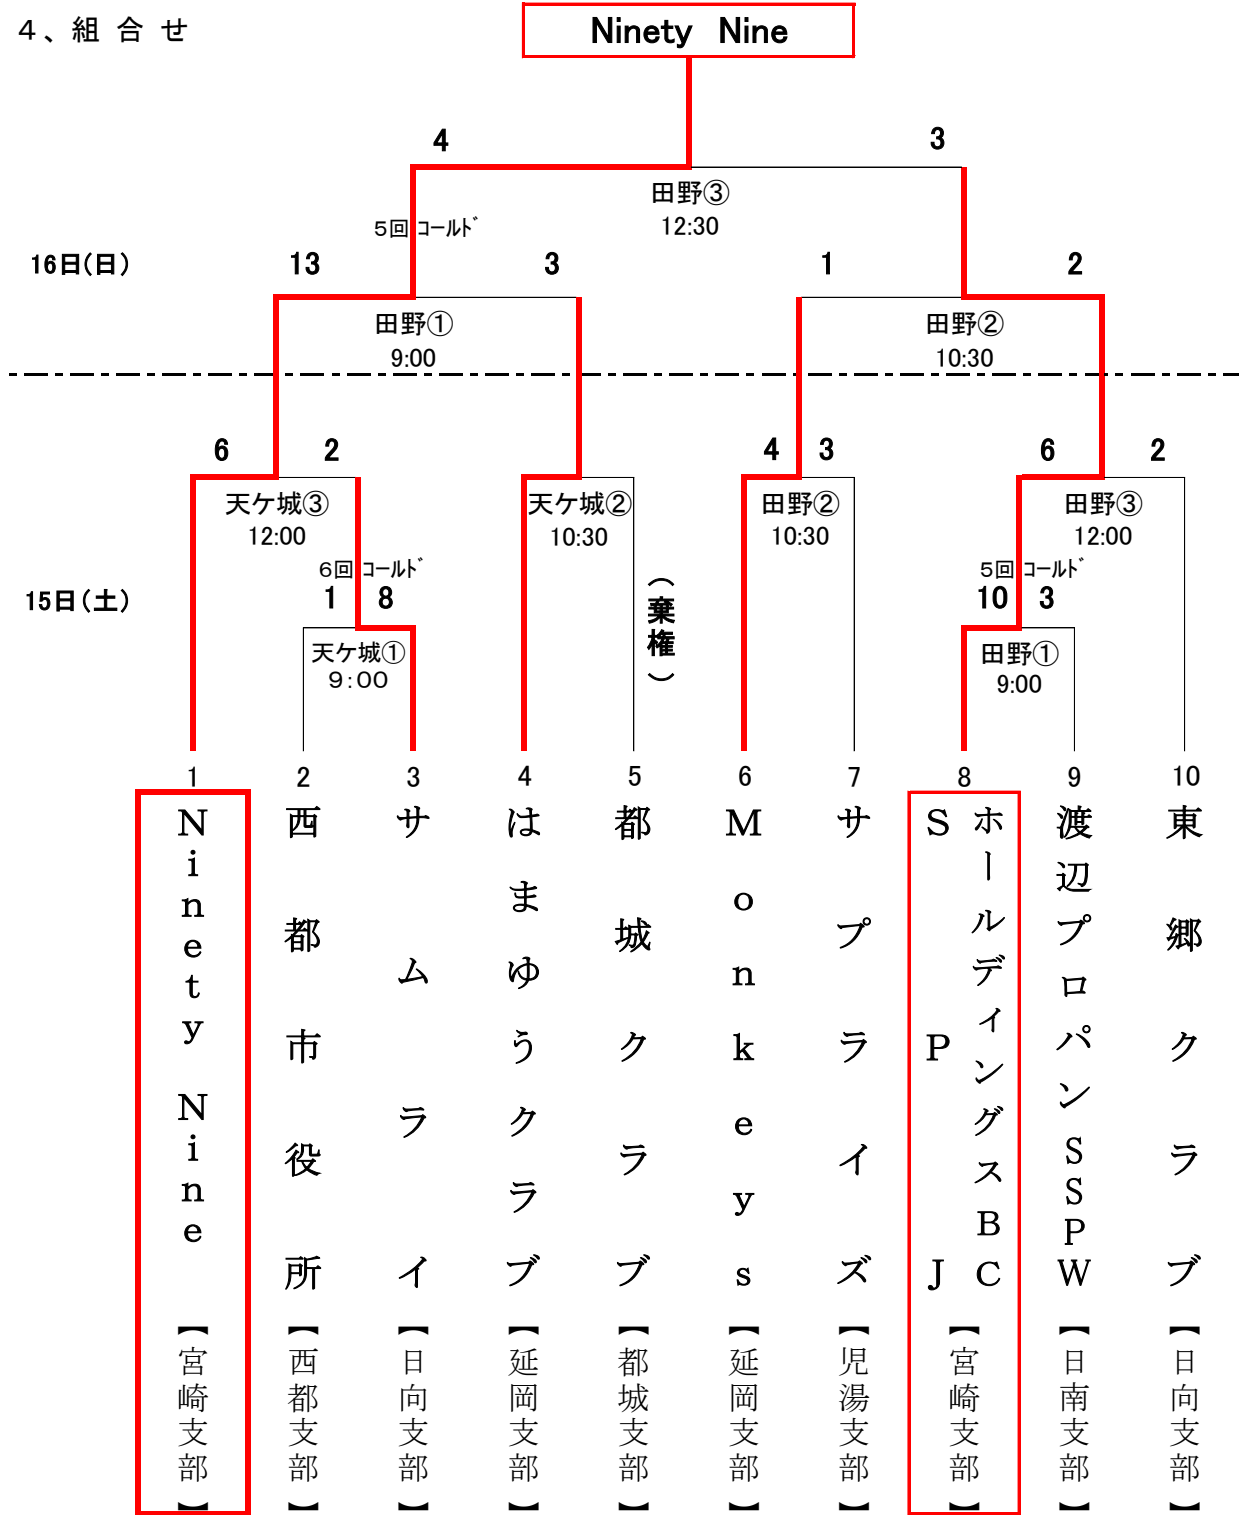 ４、組 合 せ
Ninety Nine
4
3
田野③
12:30
5回 ｺｰﾙﾄﾞ
16日(日)
13
3
1
2
田野①
9:00
田野②
10:30
6
2
4
3
6
2
天ケ城③
12:00
天ケ城②
10:30
田野②
10:30
田野③
12:00
6回 ｺｰﾙﾄﾞ
5回 ｺｰﾙﾄﾞ
15日(土)
1
8
（棄権）
10
3
天ケ城①
９：００
田野①
9:00
1
2
3
4
5
6
7
8
9
10
Ｎｉｎｅｔｙ　Ｎｉｎｅ
西都市役所
サムライ
はまゆうクラブ
都城クラブ
Ｍｏｎｋｅｙｓ
サプライズ
ＳＰＪ
ホールディングスＢＣ
渡辺プロパンＳＳＰＷ
東郷クラブ
【宮崎支部】
【西都支部】
【日向支部】
【延岡支部】
【都城支部】
【延岡支部】
【児湯支部】
【宮崎支部】
【日南支部】
【日向支部】